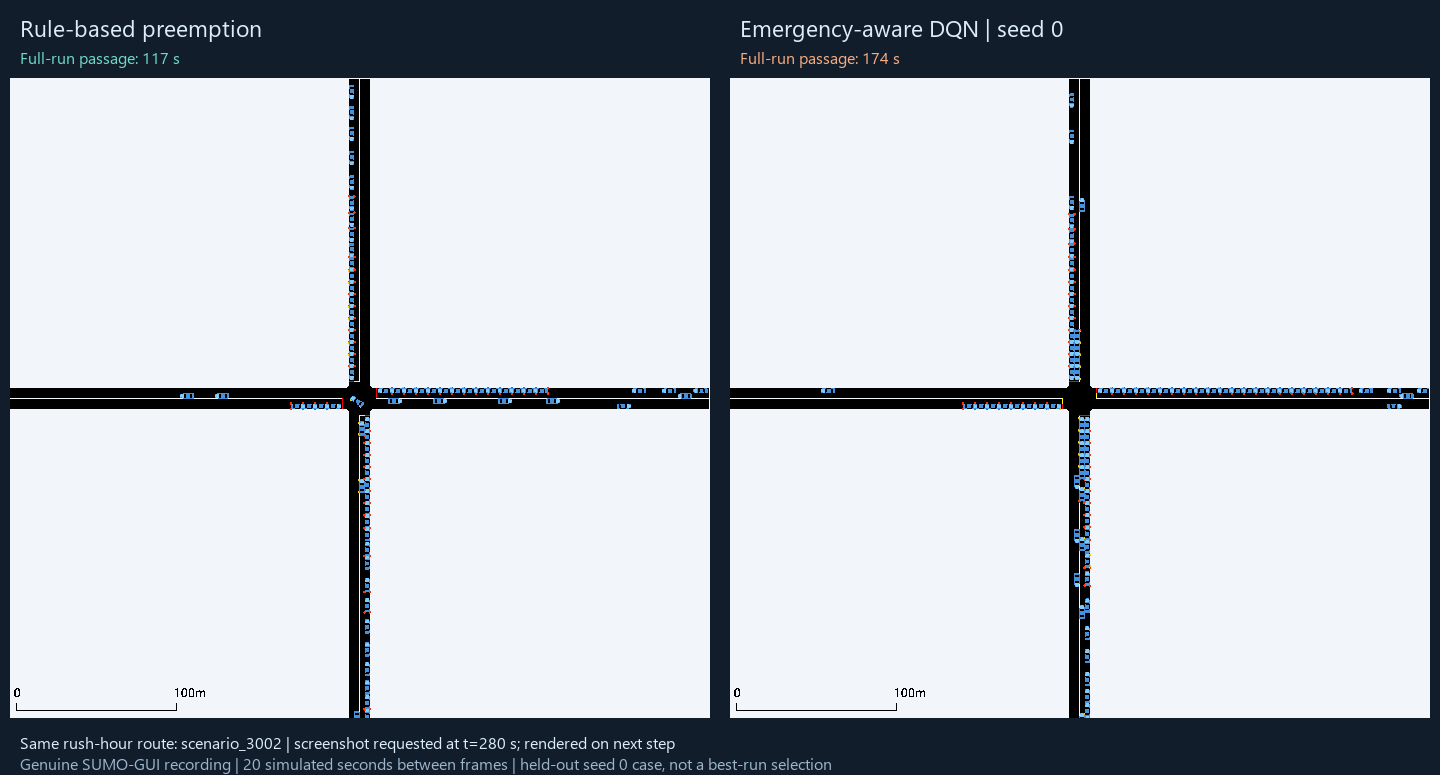 Rule-based preemption
Full-run passage: 117 s
Emergency-aware DQN | seed 0
Full-run passage: 174 s
0 100m
0 100m
Same rush-hour route: scenario_3002 | screenshot requested at t=280 s; rendered on next step
Genuine SUMO-GUI recording | 20 simulated seconds between frames | held-out seed 0 case, not a best-run selection